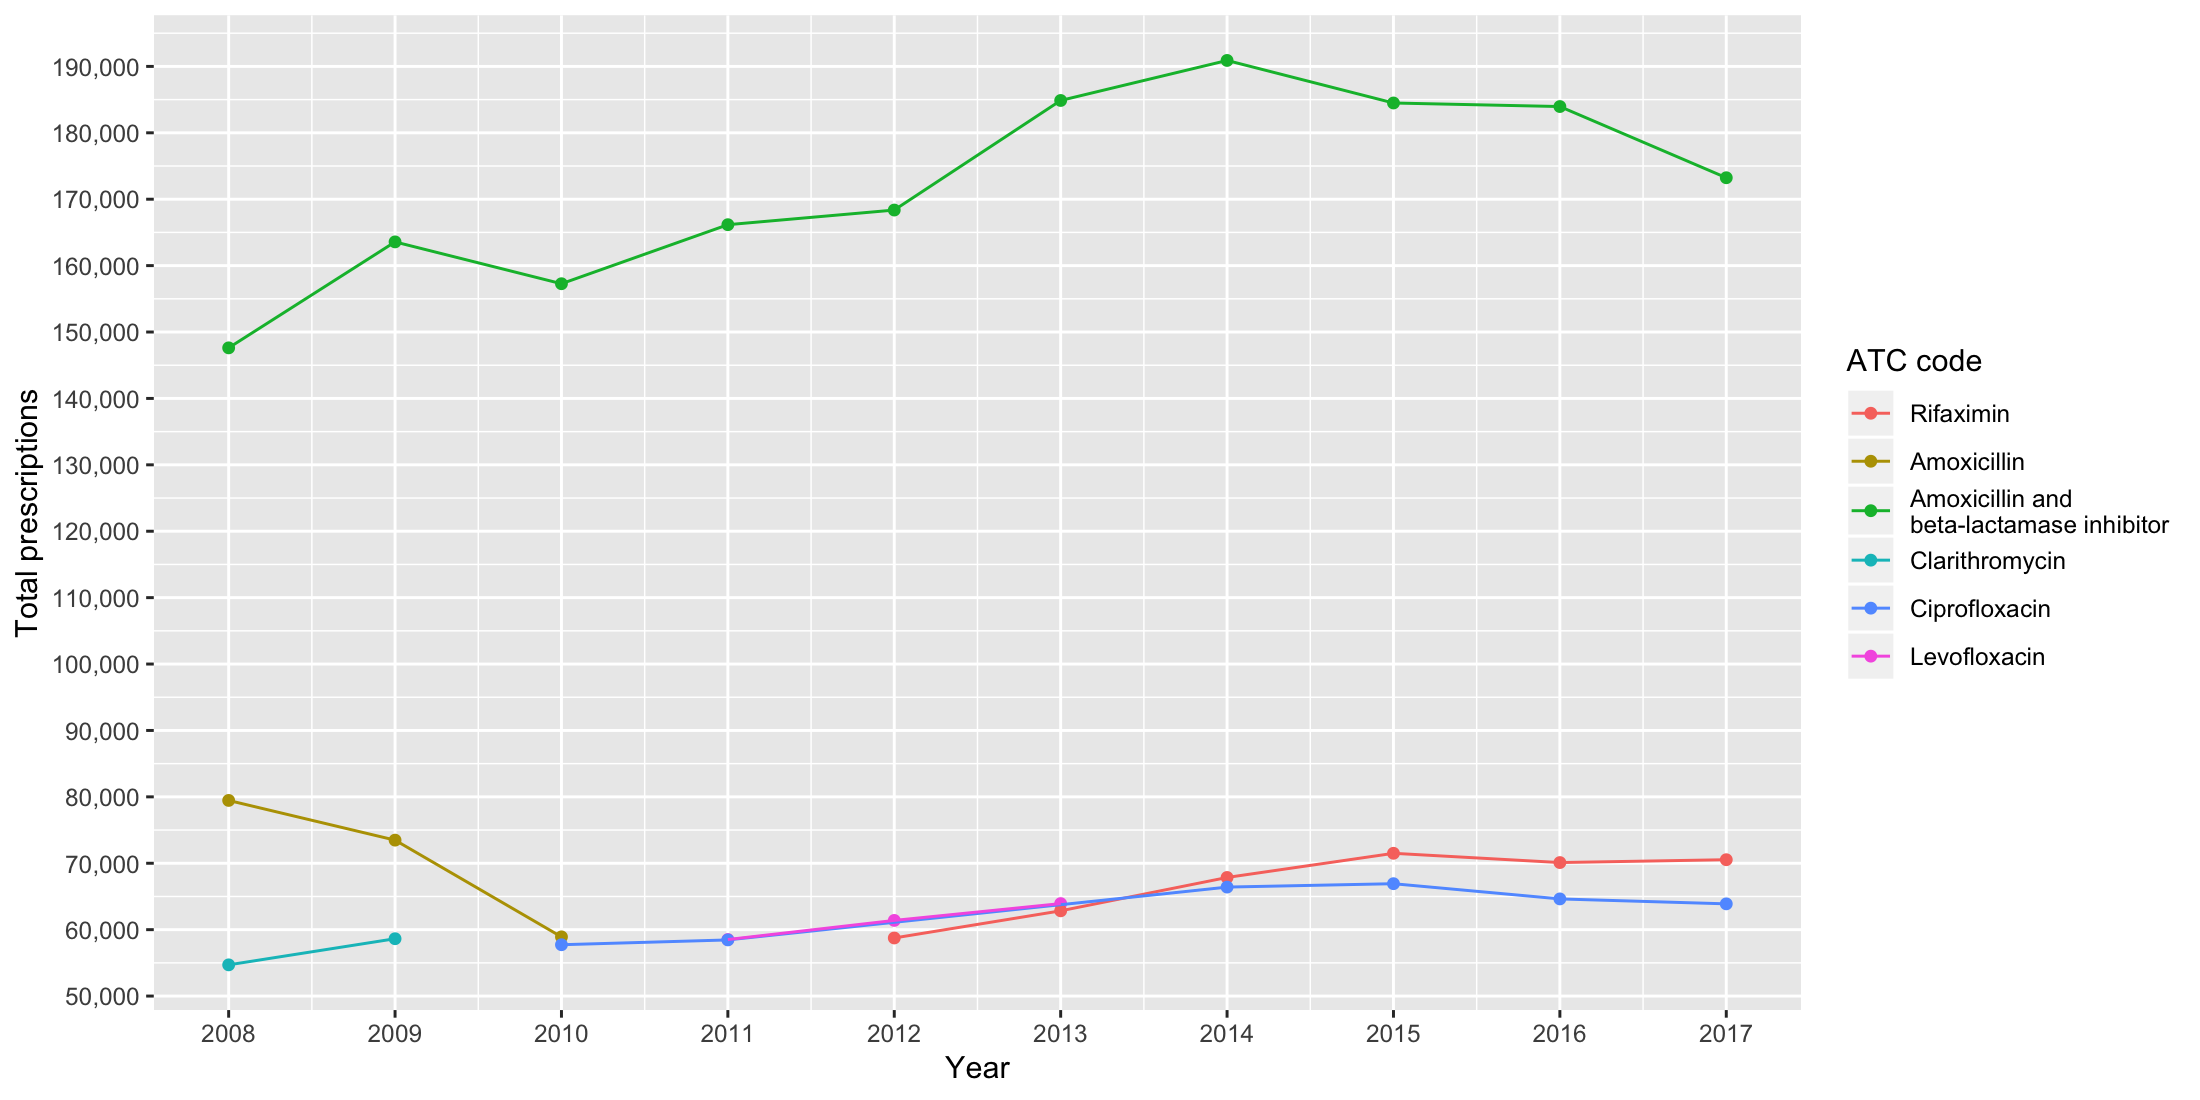 190,000
180,000
170,000
160,000
150,000
140,000
130,000
120,000
110,000
100,000
90,000
80,000
70,000
60,000
50,000
Total prescriptions
2008 2009 2010 2011 2012 2013 2014 2015 2016 2017
Year
ATC code
Rifaximin
Amoxicillin
Amoxicillin and
beta-lactamase inhibitor
Clarithromycin
Ciprofloxacin
Levofloxacin